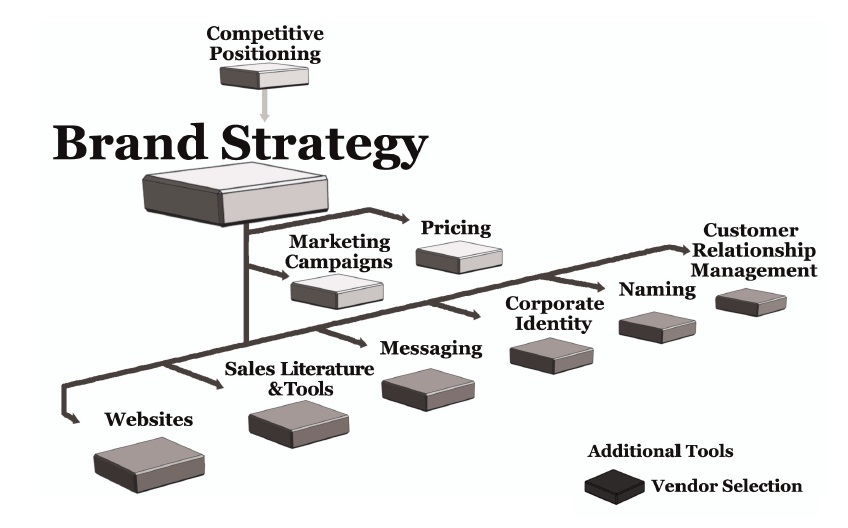 Competitive
Positioning
Brand Strategy
Pricing
Marketing
Campaigns
Customer
Relationship
Management
Naming
Corporate
Identity
Messaging
Sales Literature
&Tools
Websites
Additional Tools
Vendor Selection